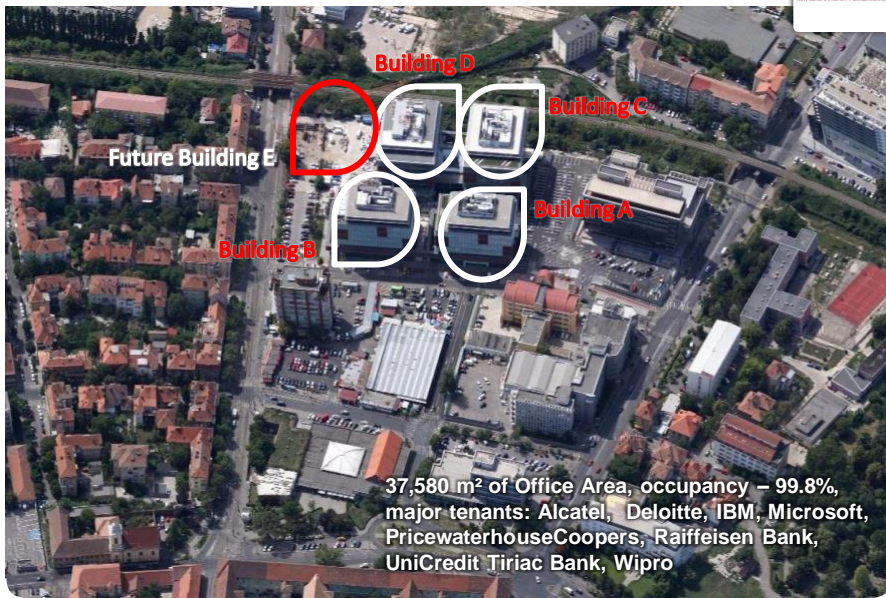 Building D
Building C
Future Building E
Building A
Building B
37,580 m² of Office Area, occupancy – 99.8%,
major tenants: Alcatel, Deloitte, IBM, Microsoft,
PricewaterhouseCoopers, Raiffeisen Bank,
UniCredit Tiriac Bank, Wipro